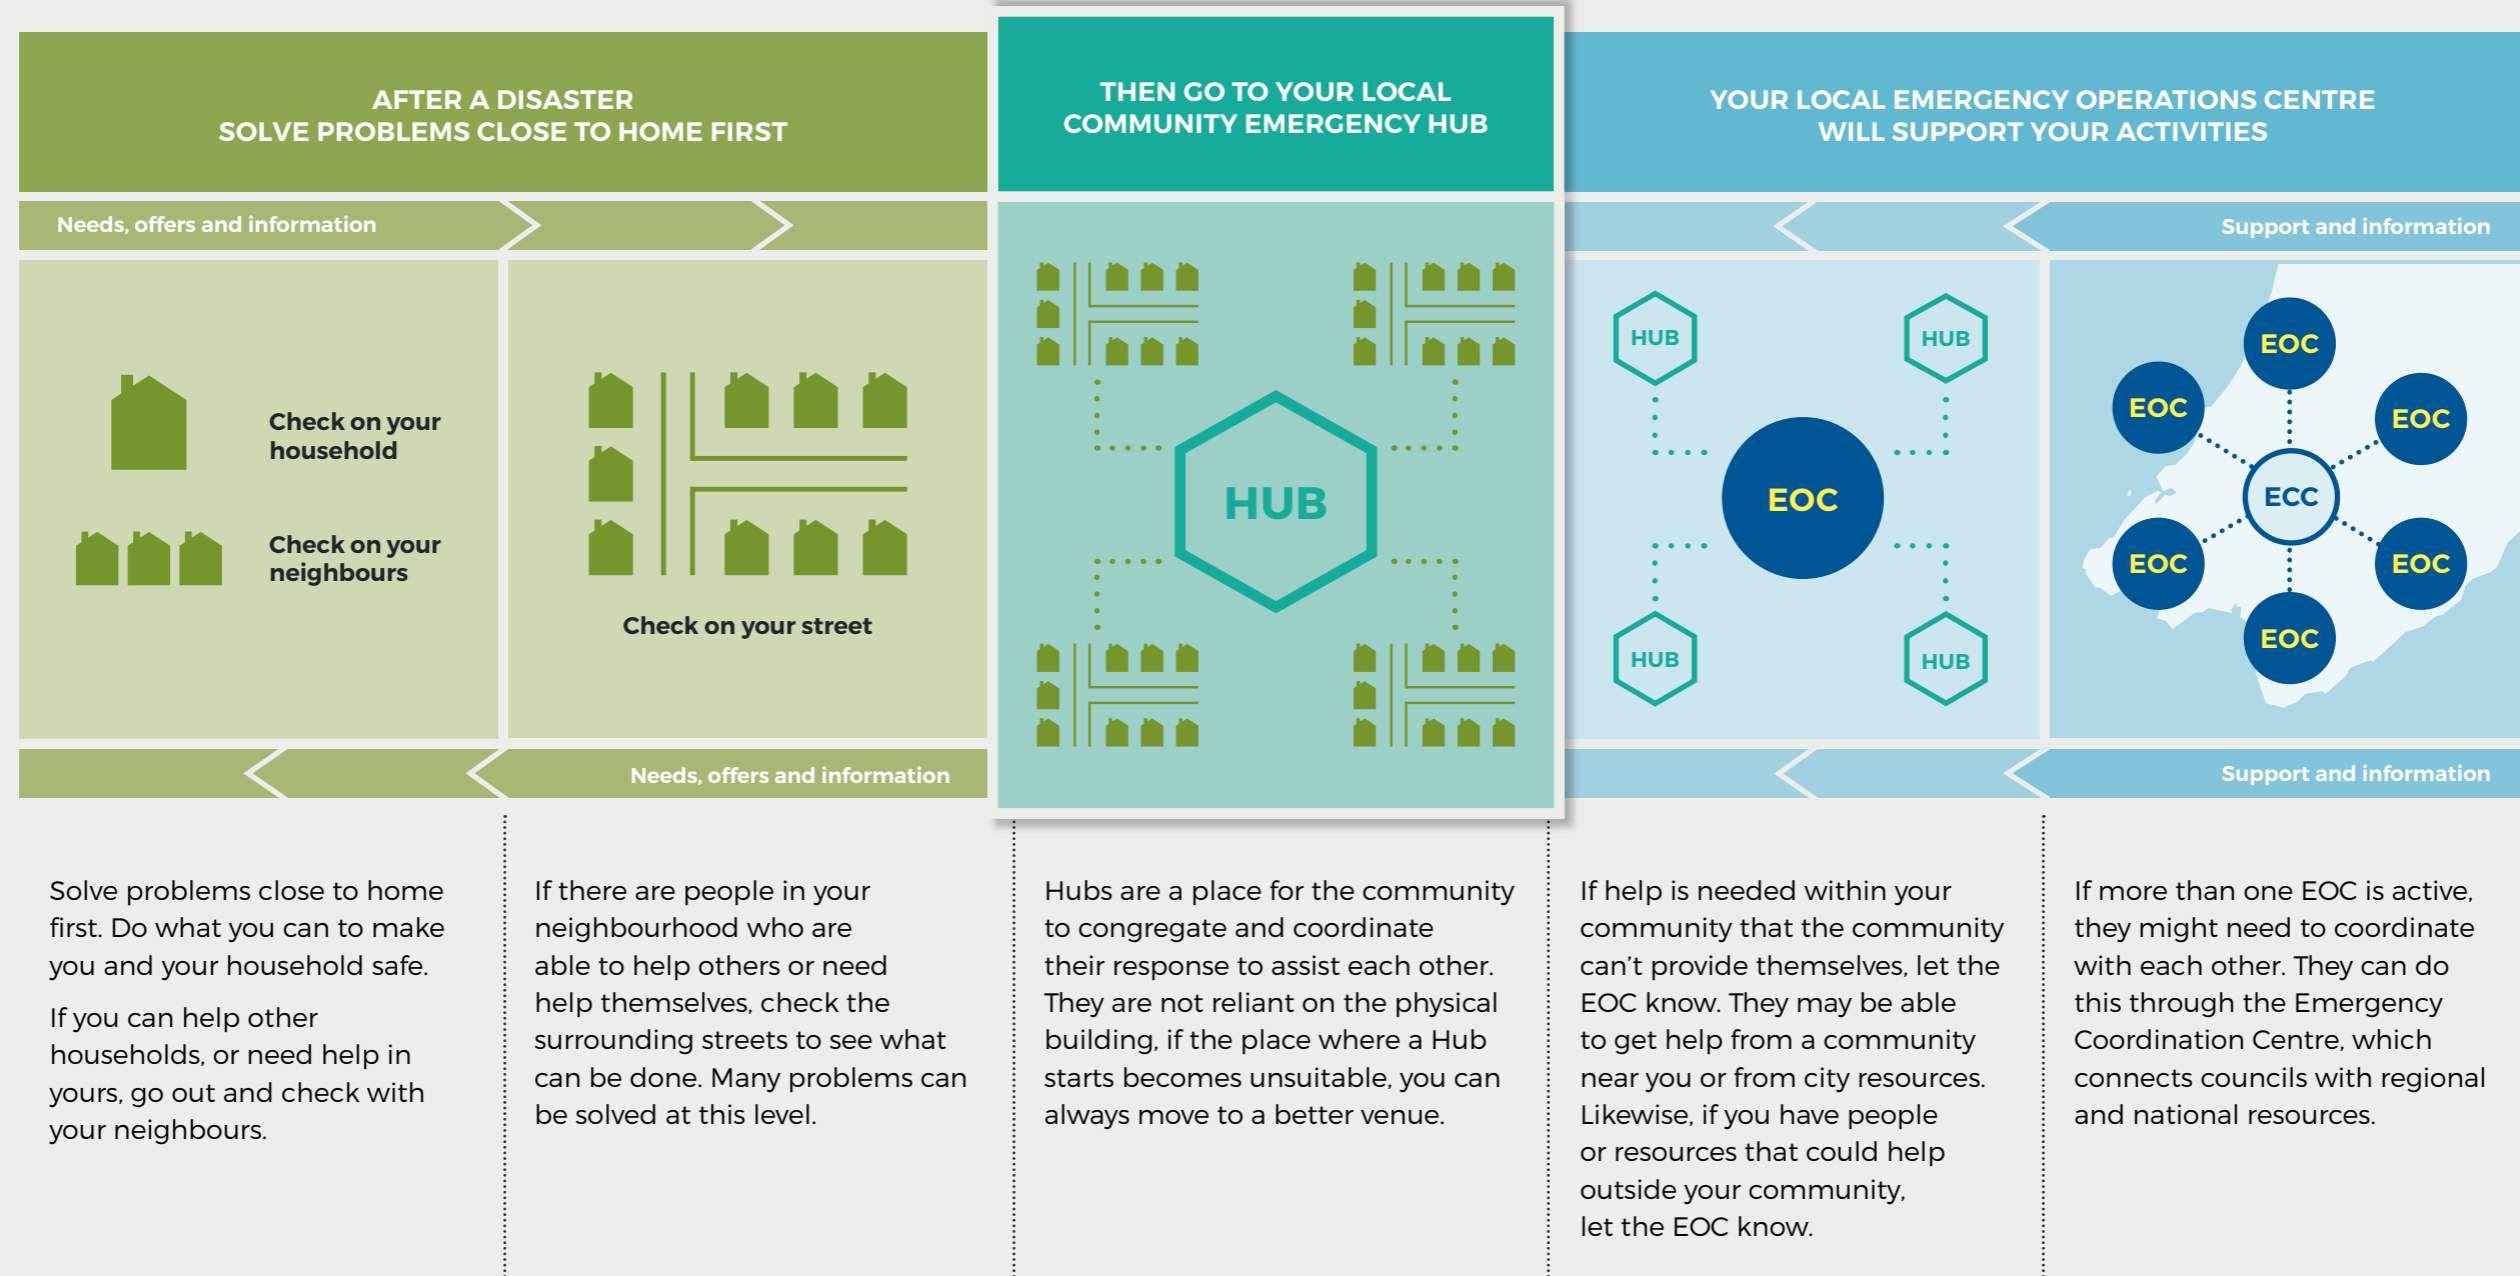 AFTER A DISASTER
SOLVE PROBLEMS CLOSE TO HOME FIRST
THEN GO TO YOUR LOCAL
COMMUNITY EMERGENCY HUB
YOUR LOCAL EMERGENCY OPERATIONS CENTRE
WILL SUPPORT YOUR ACTIVITIES
Needs, offers and information
Support and information
Check on your
household
Check on your
neighbours
Check on your street
HUB
HUB
HUB
EOC
HUB
HUB
EOC
EOC
EOC
ECC
EOC
EOC
EOC
Needs, offers and information
Support and information
Solve problems close to home
first. Do what you can to make
you and your household safe.
If you can help other
households, or need help in
yours, go out and check with
your neighbours.
If there are people in your
neighbourhood who are
able to help others or need
help themselves, check the
surrounding streets to see what
can be done. Many problems can
be solved at this level.
Hubs are a place for the community
to congregate and coordinate
their response to assist each other.
They are not reliant on the physical
building, if the place where a Hub
starts becomes unsuitable, you can
always move to a better venue.
If help is needed within your
community that the community
can’t provide themselves, let the
EOC know. They may be able
to get help from a community
near you or from city resources.
Likewise, if you have people
or resources that could help
outside your community,
let the EOC know.
If more than one EOC is active,
they might need to coordinate
with each other. They can do
this through the Emergency
Coordination Centre, which
connects councils with regional
and national resources.